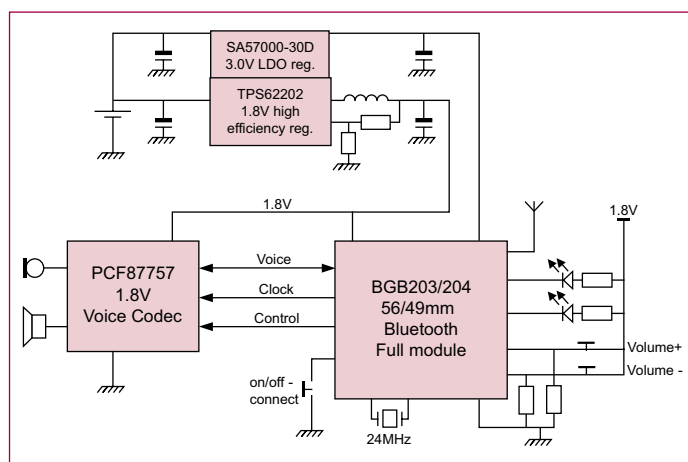 SA57000-30D
3.0V LDO reg.
TPS62202
1.8V high
efficiency reg.
1.8V
1.8V
PCF87757
1.8V
Voice Codec
Voice
Clock
Control
BGB203/204
56/49mm
Bluetooth
Full module
Volume+
Volume -
on/off -
connect
24MHz